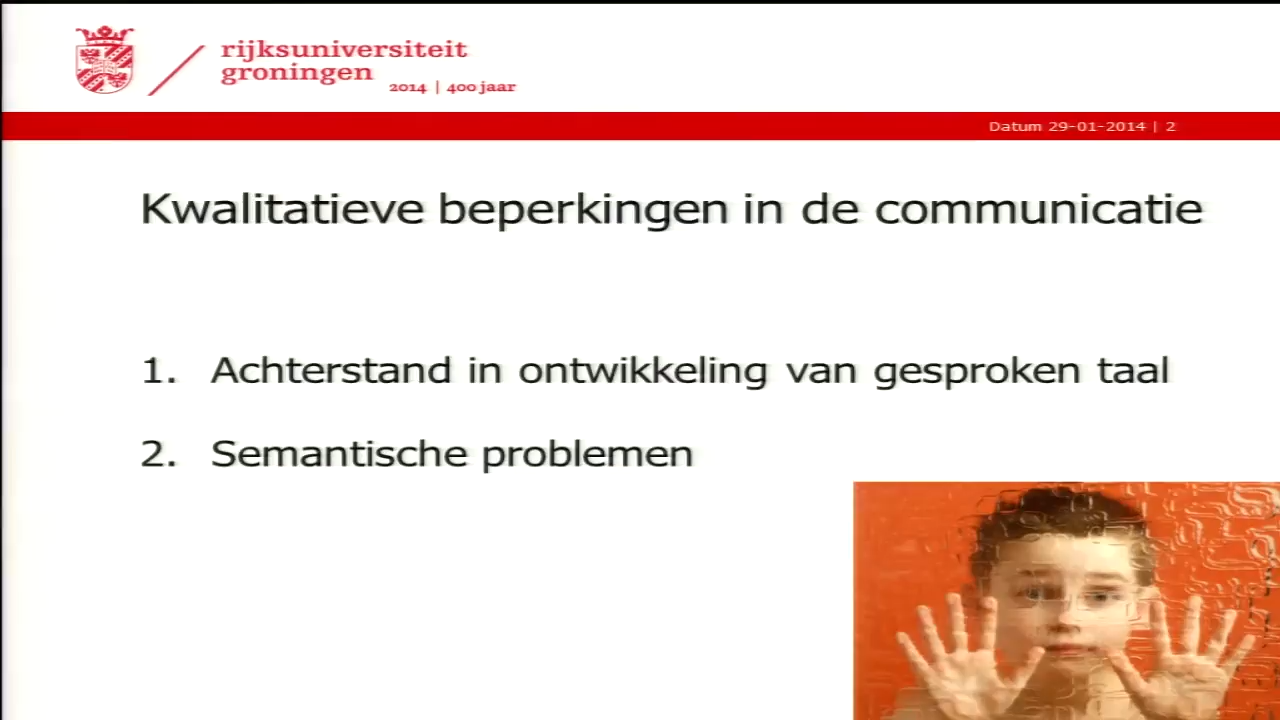 rijksuniversiteit
groningen
2014 | 400 jaar
Datum 29-01-2014 | 2
Kwalitatieve beperkingen in de communicatie
1. Achterstand in ontwikkeling van gesproken taal
2. Semantische problemen